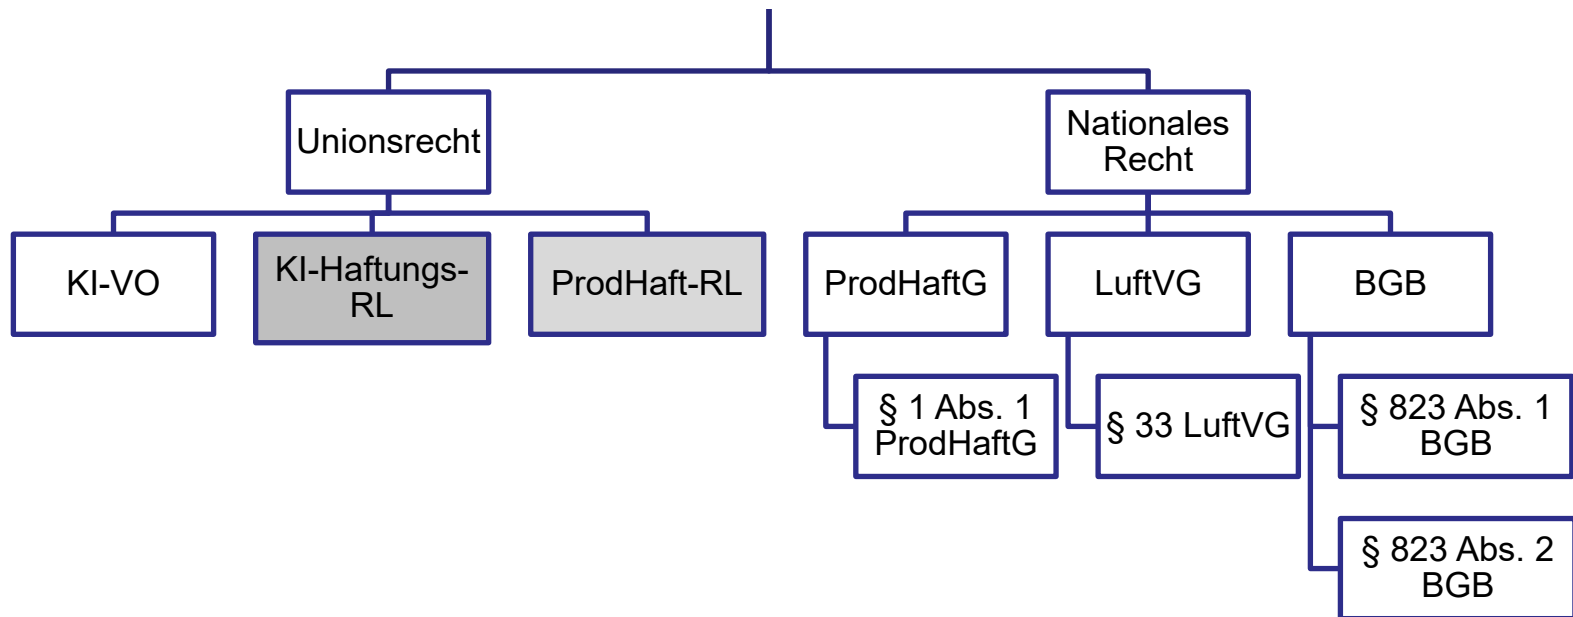 Unionsrecht
Nationales
Recht
KI-VO
KI-Haftungs-
RL
ProdHaft-RL
ProdHaftG
LuftVG
BGB
§ 1 Abs. 1
ProdHaftG
§ 33 LuftVG
§ 823 Abs. 1
BGB
§ 823 Abs. 2
BGB